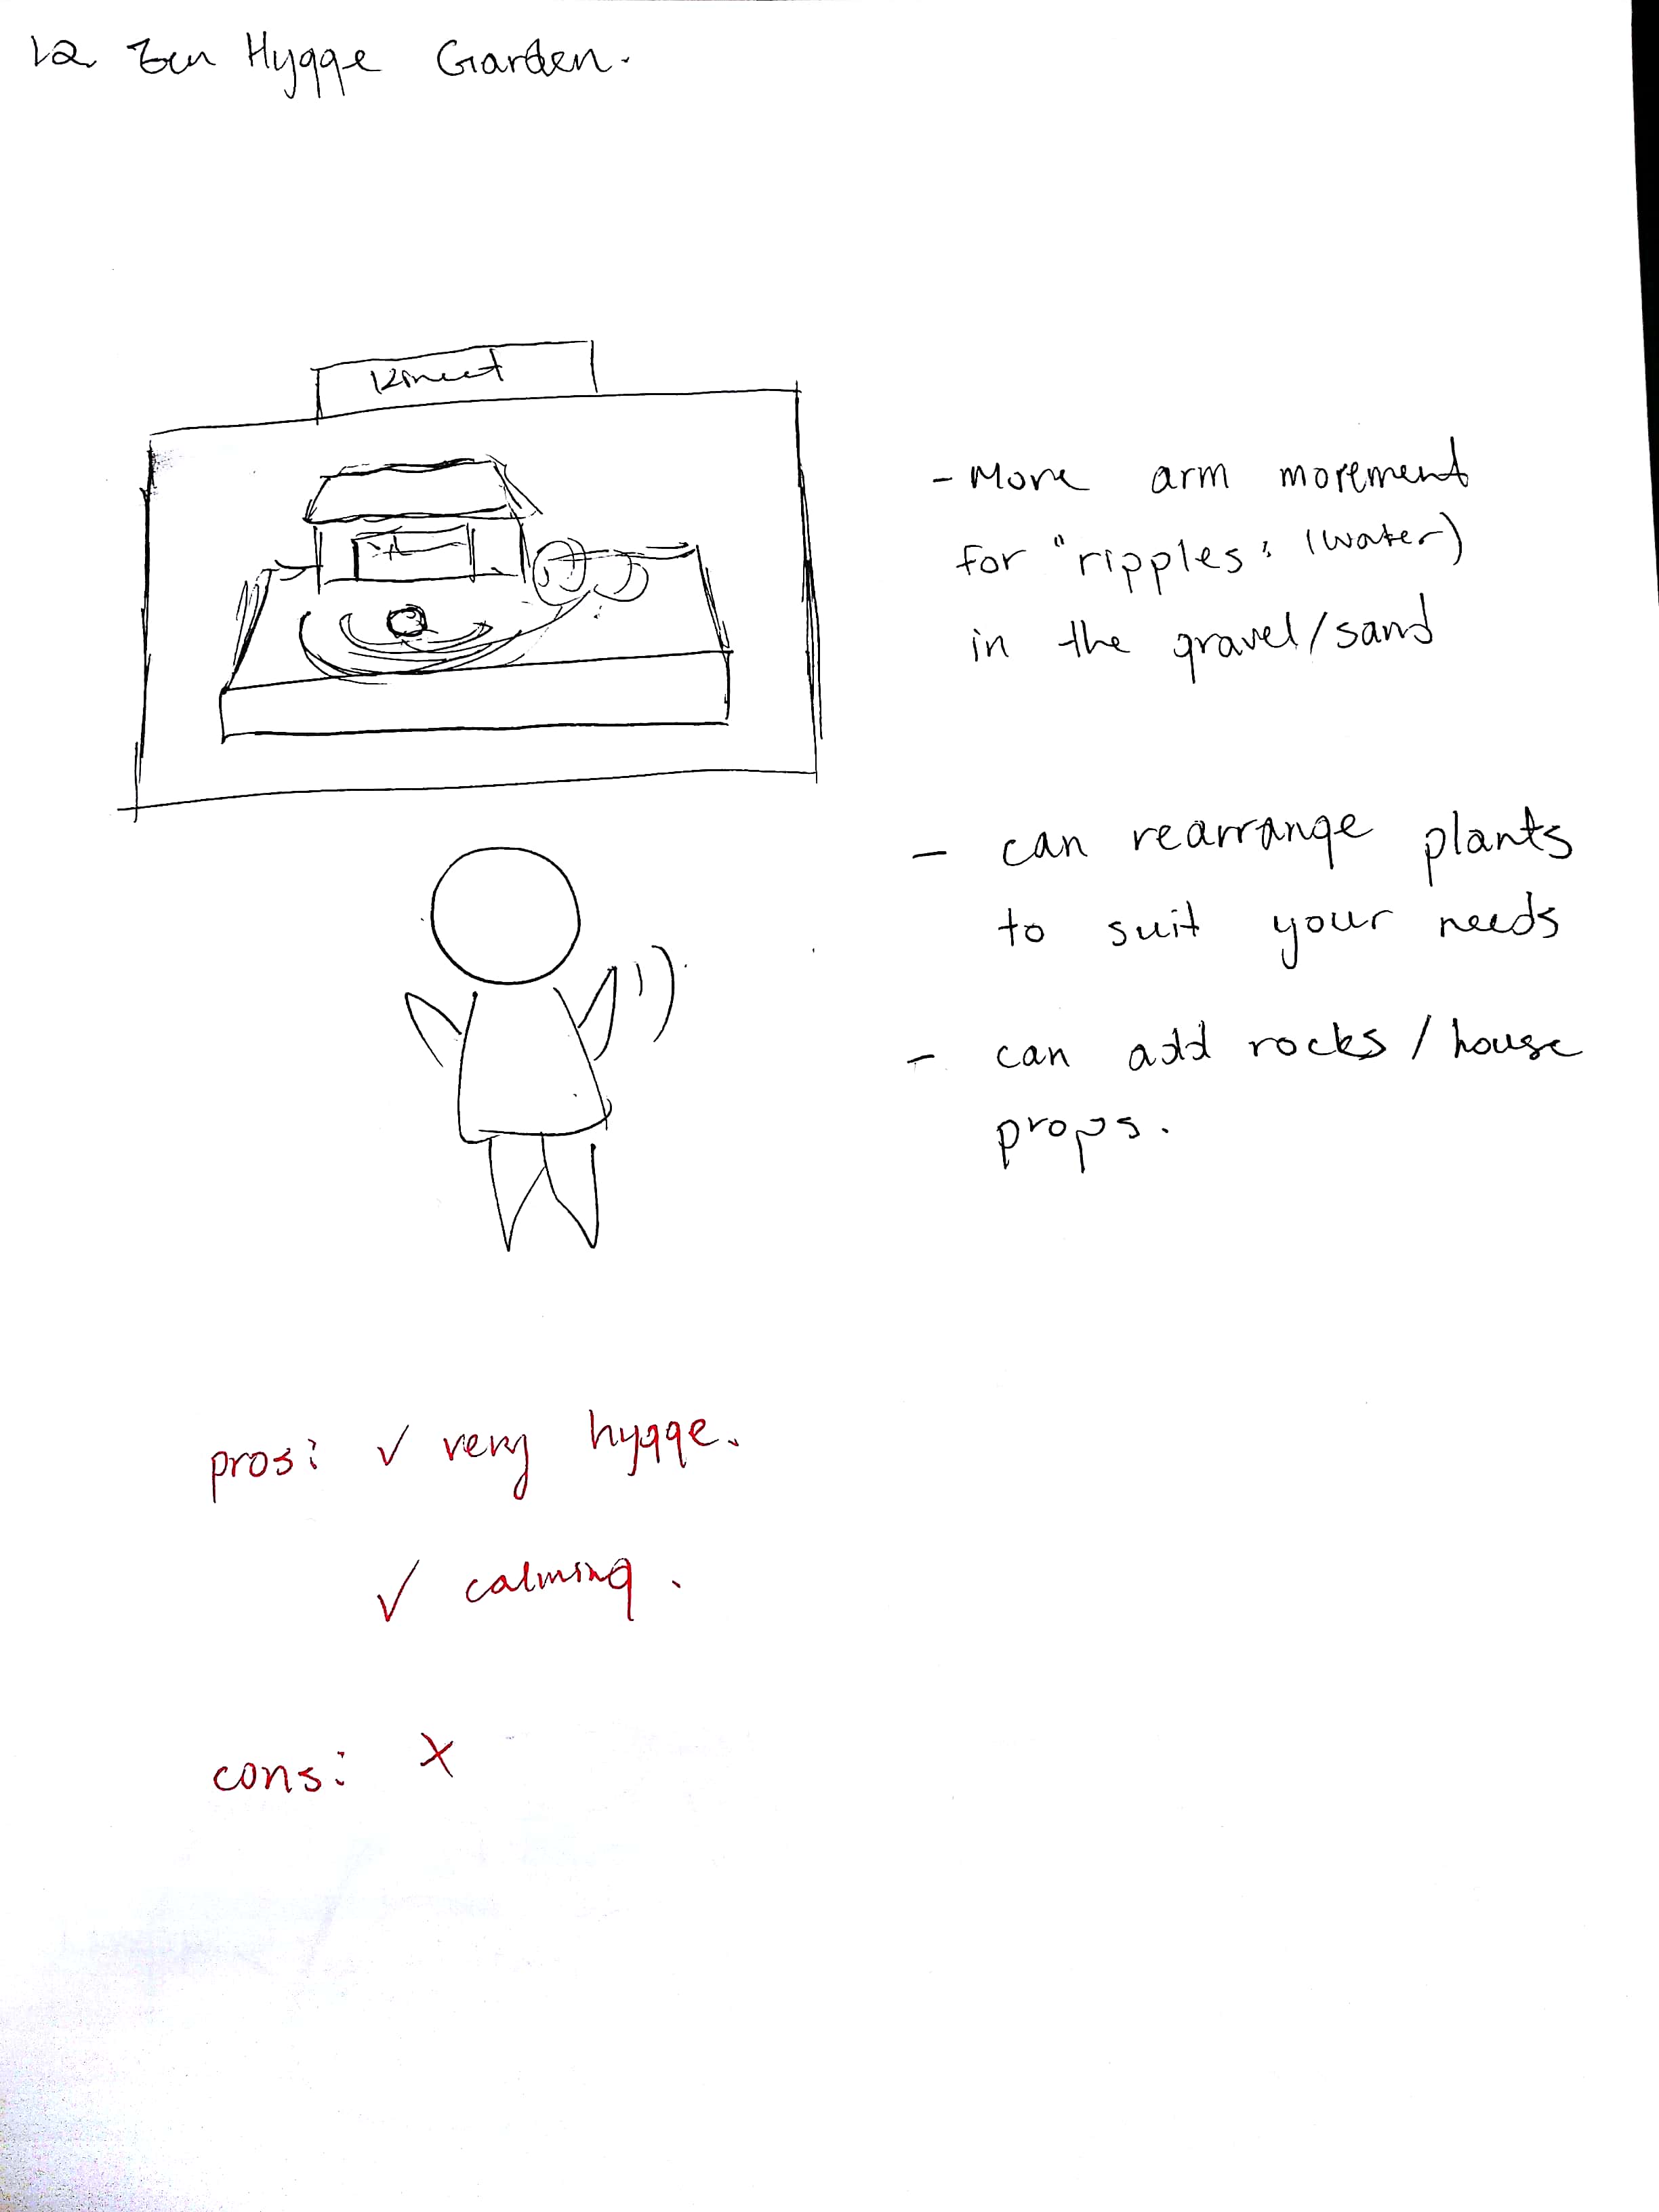 12. Zen Hygge Garden.
Kinect
- More arm movement
for "ripples" (water)
in the gravel/sand
- can rearrange plants
to suit your needs
- can add rocks / house
props.
pros: ✓ very hygge.
✓ calming.
cons: x